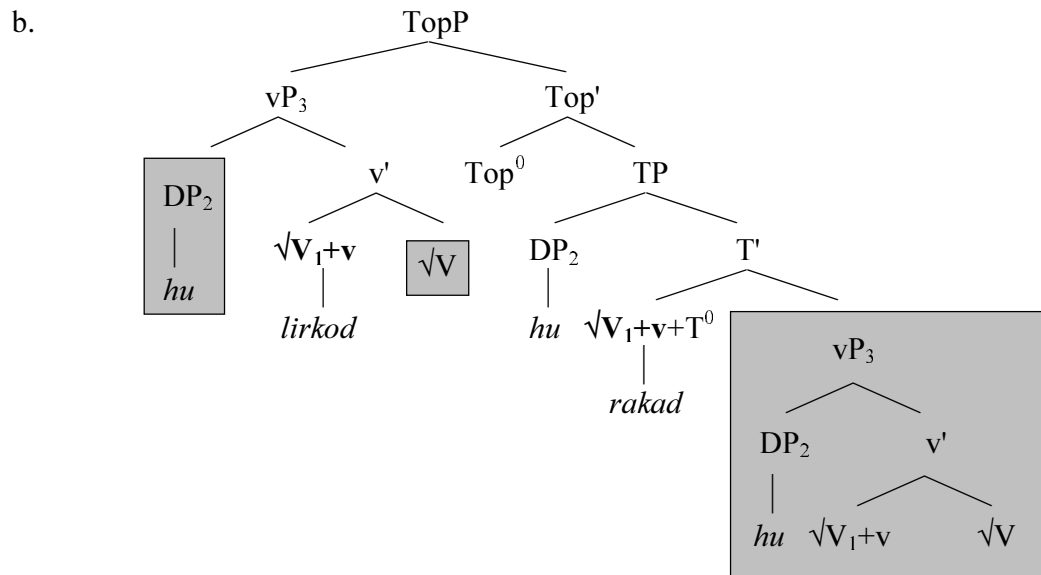 b.
TopP
vP₃ Top'
DP₂ v' Top⁰ TP
hu √V₁+v √V DP₂ T'
lirkod hu √V₁+v+T⁰ vP₃
rakad
DP₂ v'
hu √V₁+v √V